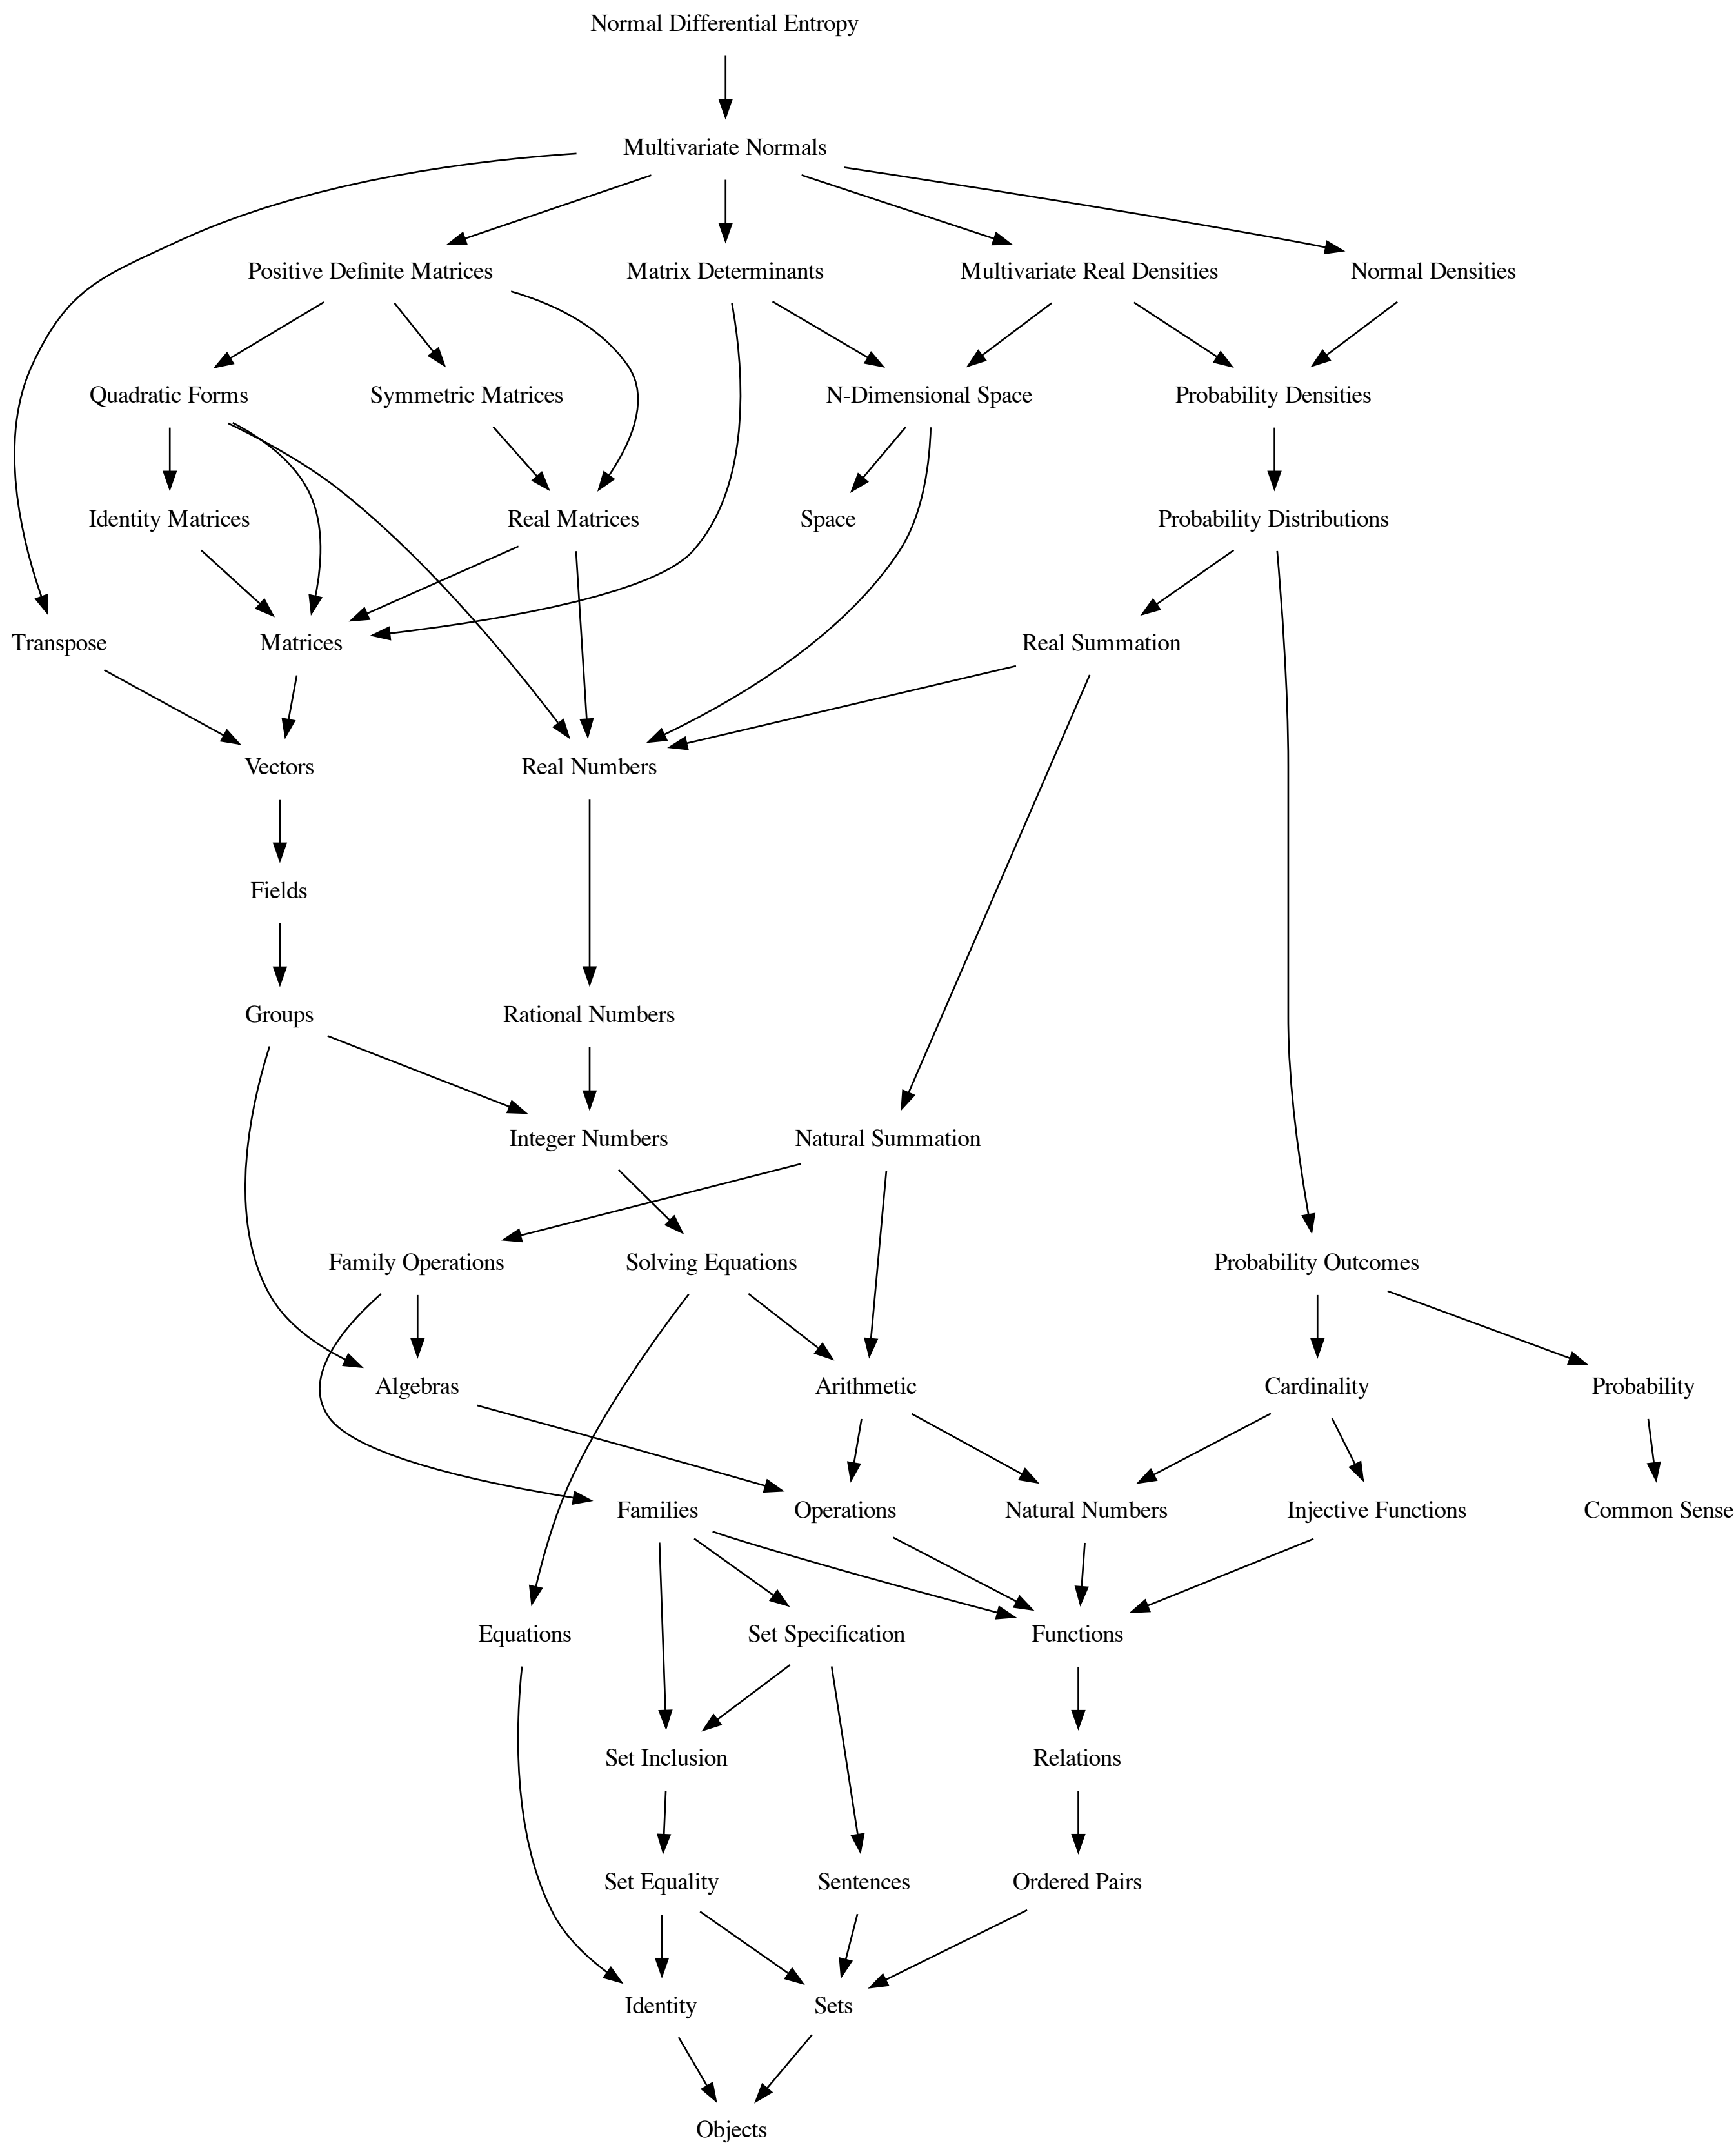 Normal Differential Entropy
Multivariate Normals
Positive Definite Matrices
Matrix Determinants
Multivariate Real Densities
Normal Densities
Quadratic Forms
Symmetric Matrices
N-Dimensional Space
Probability Densities
Identity Matrices
Real Matrices
Space
Probability Distributions
Transpose
Matrices
Real Summation
Vectors
Real Numbers
Fields
Groups
Rational Numbers
Integer Numbers
Natural Summation
Family Operations
Solving Equations
Probability Outcomes
Algebras
Arithmetic
Cardinality
Probability
Families
Operations
Natural Numbers
Injective Functions
Common Sense
Equations
Set Specification
Functions
Set Inclusion
Relations
Set Equality
Sentences
Ordered Pairs
Identity
Sets
Objects